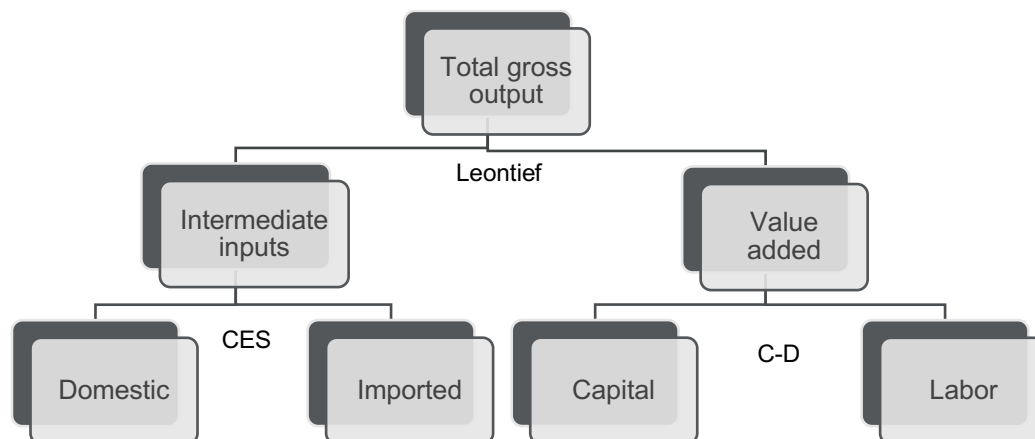 Total gross
output
Leontief
Intermediate
inputs
Value
added
CES
C-D
Domestic
Imported
Capital
Labor